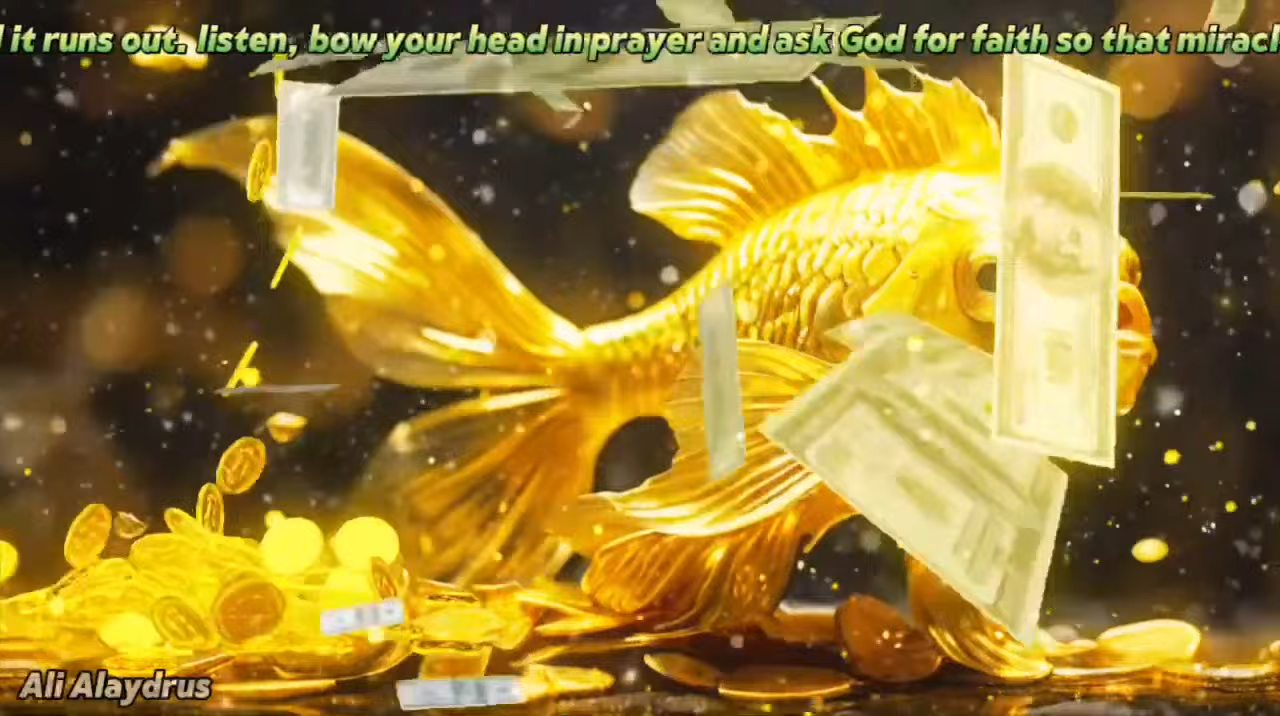 it runs out. listen, bow your head in prayer and ask God for faith so that
Ali Alaydrus